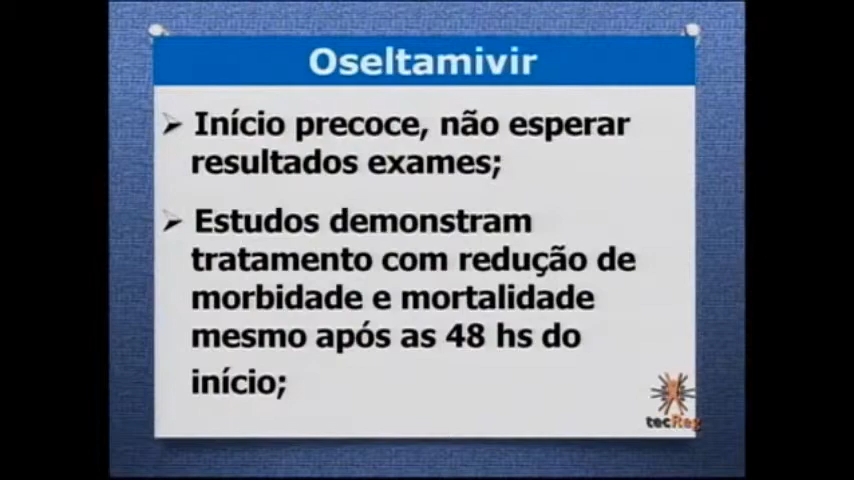 Oseltamivir
Início precoce, não esperar
resultados exames;
Estudos demonstram
tratamento com redução de
morbidade e mortalidade
mesmo após as 48 hs do
início;
tecReg